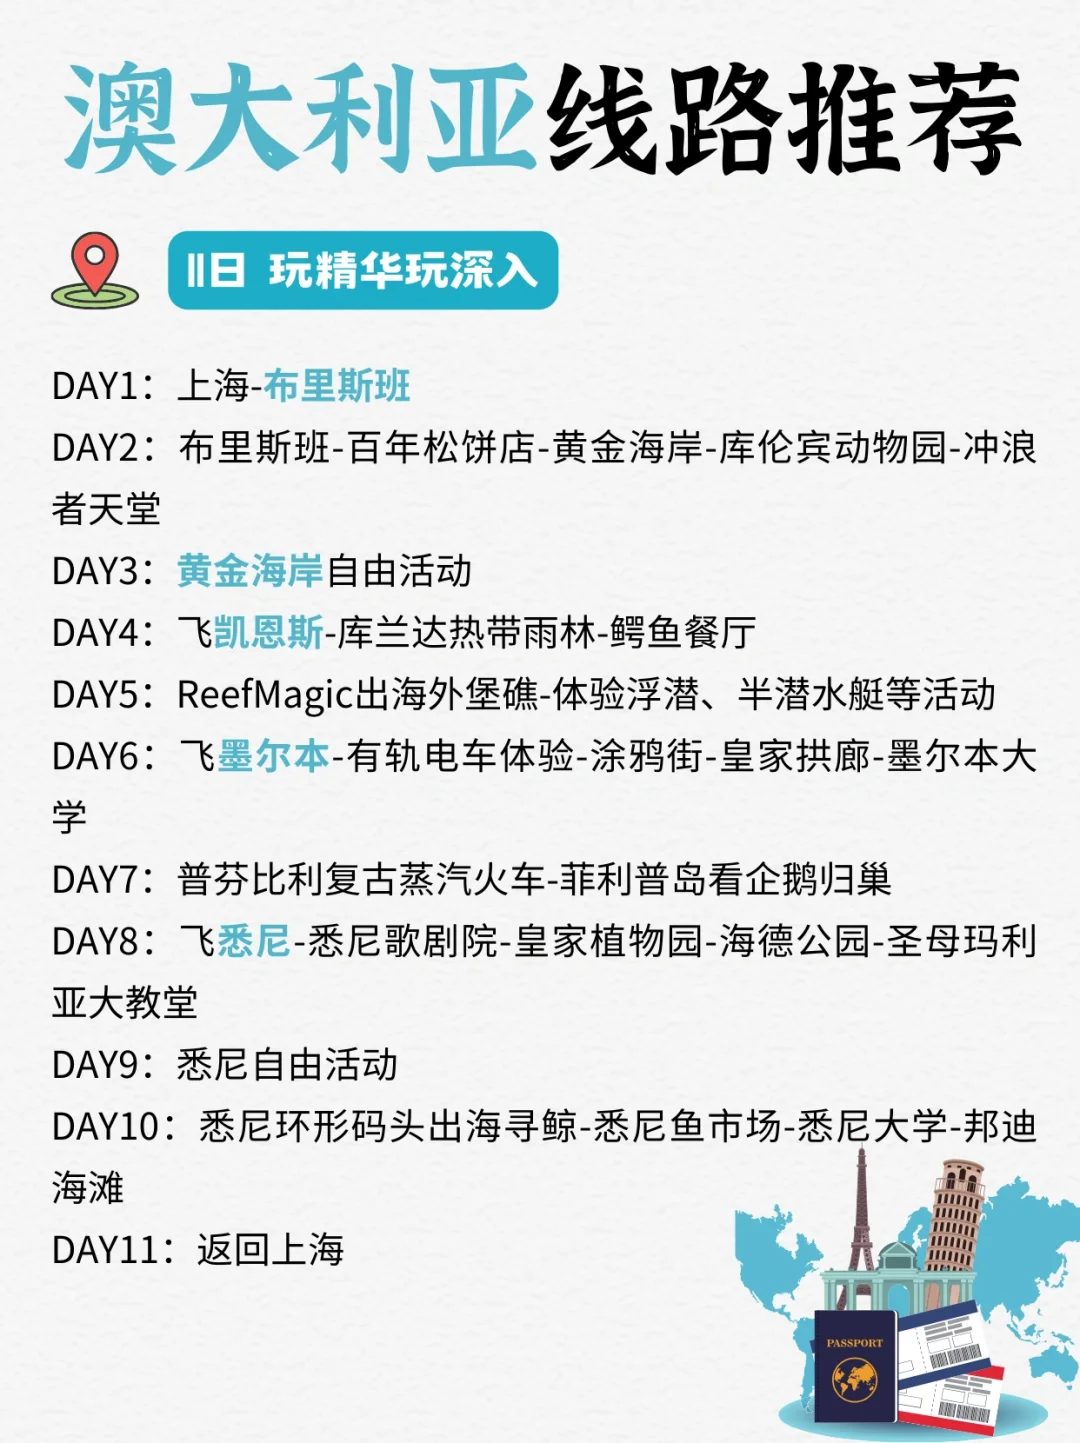 澳大利亚线路推荐
11日 玩精华玩深入
DAY1：上海-布里斯班
DAY2：布里斯班-百年松饼店-黄金海岸-库伦宾动物园-冲浪
者天堂
DAY3：黄金海岸自由活动
DAY4：飞凯恩斯-库兰达热带雨林-鳄鱼餐厅
DAY5：ReefMagic出海外堡礁-体验浮潜、半潜水艇等活动
DAY6：飞墨尔本-有轨电车体验-涂鸦街-皇家拱廊-墨尔本大
学
DAY7：普芬比利复古蒸汽火车-菲利普岛看企鹅归巢
DAY8：飞悉尼-悉尼歌剧院-皇家植物园-海德公园-圣母玛利
亚大教堂
DAY9：悉尼自由活动
DAY10：悉尼环形码头出海寻鲸-悉尼鱼市场-悉尼大学-邦迪
海滩
DAY11：返回上海
PASSPORT